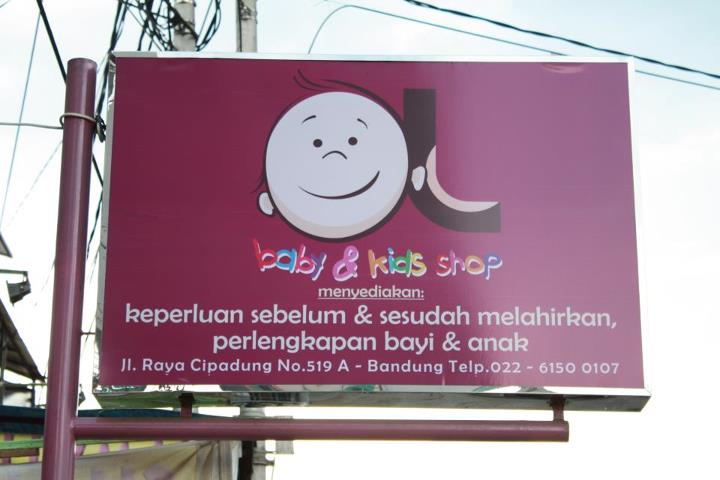 baby & kids shop
menyediakan:
keperluan sebelum & sesudah melahirkan,
perlengkapan bayi & anak
Jl. Raya Cipadung No.519 A - Bandung Telp.022 - 6150 0107